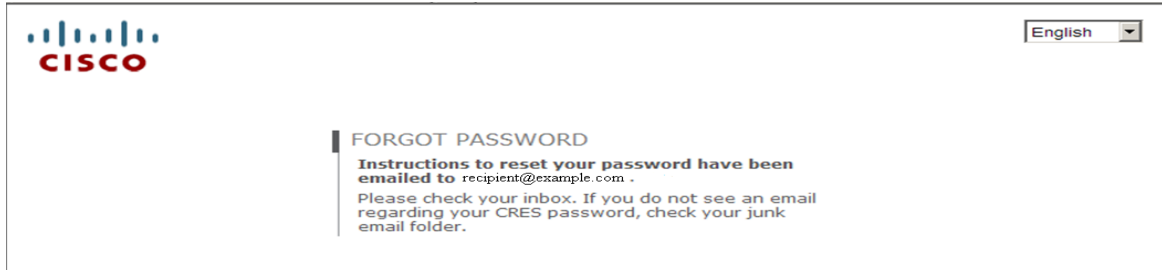 CISCO
English
FORGOT PASSWORD
Instructions to reset your password have been
emailed to recipient@example.com .
Please check your inbox. If you do not see an email
regarding your CRES password, check your junk
email folder.